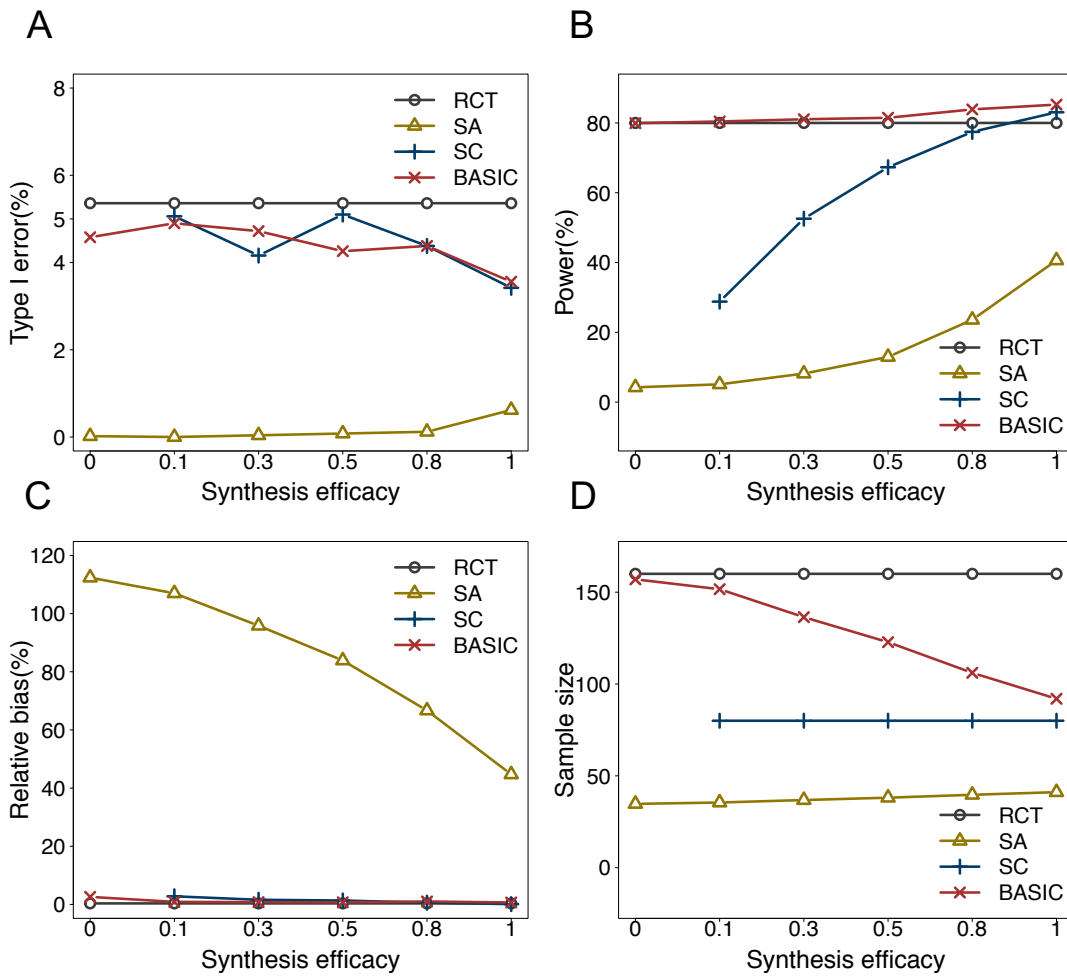 A
Type I error(%)
8
6
5
4
2
0
RCT
SA
SC
BASIC
0 0.1 0.3 0.5 0.8 1
Synthesis efficacy
B
Power(%)
80
60
40
20
0
RCT
SA
SC
BASIC
0 0.1 0.3 0.5 0.8 1
Synthesis efficacy
C
Relative bias(%)
120
100
80
60
40
20
0
RCT
SA
SC
BASIC
0 0.1 0.3 0.5 0.8 1
Synthesis efficacy
D
Sample size
150
100
50
0
RCT
SA
SC
BASIC
0 0.1 0.3 0.5 0.8 1
Synthesis efficacy